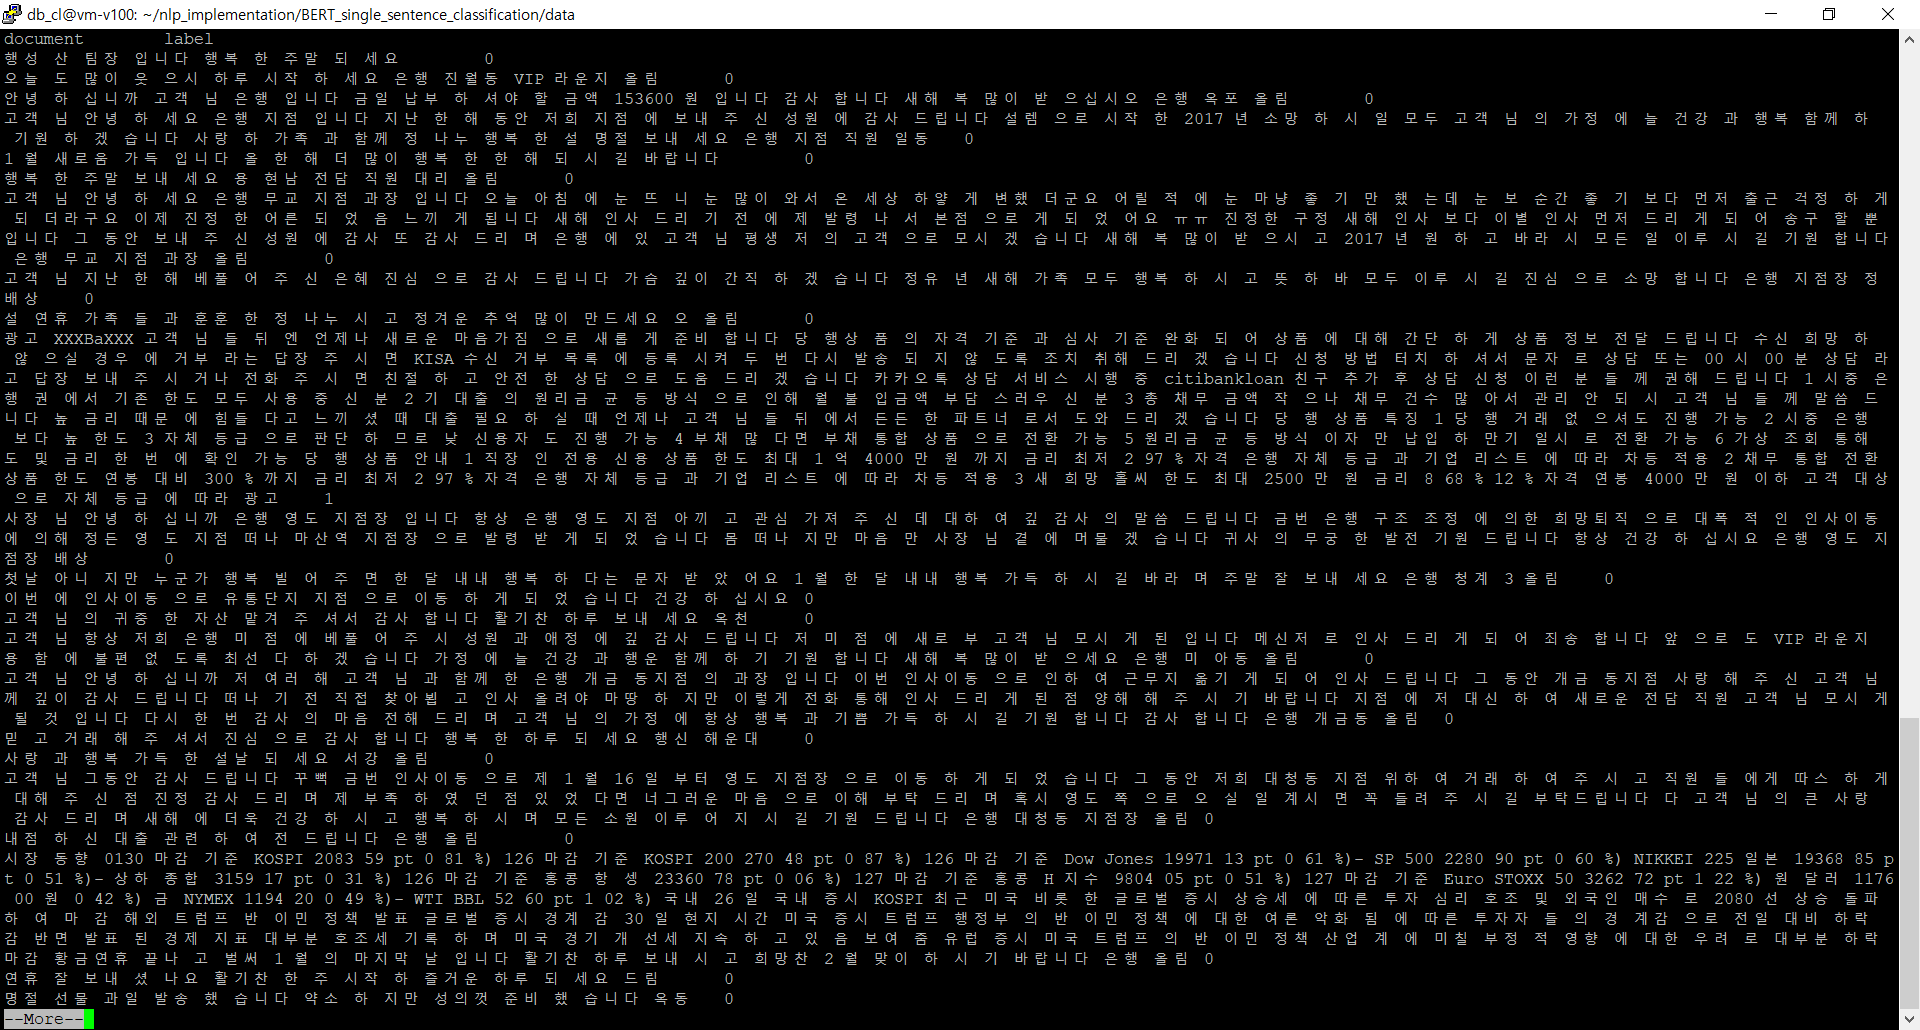 db_cl@vm-v100: ~/nlp_implementation/BERT_single_sentence_classification/data
document label
행성 산 팀장 입니다 행복 한 주말 되 세요 0
오늘 도 많이 웃 으시 하루 시작 하 세요 은행 진월동 VIP 라운지 올림 0
안녕 하 십니까 고객 님 은행 입니다 금일 납부 하 셔야 할 금액 153600 원 입니다 감사 합니다 새해 복 많이 받 으십시오 은행 옥포 올림 0
고객 님 안녕 하 세요 은행 지점 입니다 지난 한 해 동안 저희 지점 에 보내 주 신 성원 에 감사 드립니다 설렘 으로 시작 한 2017 년 소망 하 시 일 모두 고객 님 의 가정 에 늘 건강 과 행복 함께 하
기원 하 겠 습니다 사랑 하 가족 과 함께 정 나누 행복 한 설 명절 보내 세요 은행 지점 직원 일동 0
1 월 새로움 가득 입니다 올 한 해 더 많이 행복 한 한 해 되 시 길 바랍니다 0
행복 한 주말 보내 세요 용 현남 전담 직원 대리 올림 0
고객 님 안녕 하 세요 은행 무교 지점 과장 입니다 오늘 아침 에 눈 뜨 니 눈 많이 와서 온 세상 하얗 게 변했 더군요 어릴 적 에 눈 마냥 좋 기 만 했 는데 눈 보 순간 좋 기 보다 먼저 출근 걱정 하 게
되 더라구요 이제 진정 한 어른 되 었 음 느끼 게 됩니다 새해 인사 드리 기 전 에 제 발령 나 서 본점 으로 게 되 었 어요 ㅠㅠ 진정한 구정 새해 인사 보다 이별 인사 먼저 드리 게 되 어 송구 할 뿐
입니다 그 동안 보내 주 신 성원 에 감사 또 감사 드리 며 은행 에 있 고객 님 평생 저 의 고객 으로 모시 겠 습니다 새해 복 많이 받 으시 고 2017 년 원 하 고 바라 시 모든 일 이루 시 길 기원 합니다
은행 무교 지점 과장 올림 0
고객 님 지난 한 해 베풀 어 주 신 은혜 진심 으로 감사 드립니다 가슴 깊이 간직 하 겠 습니다 정유 년 새해 가족 모두 행복 하 시 고 뜻 하 바 모두 이루 시 길 진심 으로 소망 합니다 은행 지점장 정
배상 0
설 연휴 가족 들 과 훈훈 한 정 나누 시 고 정겨운 추억 많이 만드세요 오 올림 0
광고 XXXBaXXX 고객 님 들 뒤 엔 언제나 새로운 마음가짐 으로 새롭 게 준비 합니다 당 행상 품 의 자격 기준 과 심사 기준 완화 되 어 상품 에 대해 간단 하 게 상품 정보 전달 드립니다 수신 희망 하
않 으실 경우 에 거부 라는 답장 주 시 면 KISA 수신 거부 목록 에 등록 시켜 두 번 다시 발송 되 지 않 도록 조치 취해 드리 겠 습니다 신청 방법 터치 하 셔서 문자 로 상담 또는 00 시 00 분 상담 라
고 답장 보내 주 시 거나 전화 주 시 면 친절 하 고 안전 한 상담 으로 도움 드리 겠 습니다 카카오톡 상담 서비스 시행 중 citibankloan 친구 추가 후 상담 신청 이런 분 들 께 권해 드립니다 1 시중 은
행 권 에서 기존 한도 모두 사용 중 신 분 2 기 대출 의 원리금 균 등 방식 으로 인해 월 불 입금액 부담 스러우 신분 3 총 채무 금액 작 으나 채무 건수 많 아서 관리 안 되 시 고객 님 들 께 말씀 드
니다 높 금리 때문 에 힘들 다고 느끼 셨 때 대출 필요 하 실 때 언제나 고객 님 들 뒤 에서 든든 한 파트너 로서 도와 드리 겠 습니다 당 행 상품 특징 1 당행 거래 없 으셔도 진행 가능 2 시중 은행
보다 높 한도 3 자체 등급 으로 판단 하 므로 낮 신용자 도 진행 가능 4 부채 많 다면 부채 통합 상품 으로 전환 가능 5 원리금 균 등 방식 이자 만 납입 하 만기 일시 로 전환 가능 6 가상 조회 통해
도 및 금리 한 번 에 확인 가능 당 행 상품 안내 1 직장 인 전용 신용 상품 한도 최대 1 억 4000 만 원 까지 금리 최저 2 97 % 자격 은행 자체 등급 과 기업 리스트 에 따라 차등 적용 2 채무 통합 전환
상품 한도 연봉 대비 300 % 까지 금리 최저 2 97 % 자격 은행 자체 등급 과 기업 리스트 에 따라 차등 적용 3 새 희망 홀씨 한도 최대 2500 만 원 금리 8 68 % 12 % 자격 연봉 4000 만 원 이하 고객 대상
으로 자체 등급 에 따라 광고 1
사장 님 안녕 하 십니까 은행 영도 지점장 입니다 항상 은행 영도 지점 아끼 고 관심 가져 주 신 데 대하 여 깊 감사 의 말씀 드립니다 금번 은행 구조 조정 에 의한 희망퇴직 으로 대폭 적 인 인사이동
에 의해 정든 영 도 지점 떠나 마산역 지점장 으로 발령 받 게 되 었 습니다 몸 떠나 지만 마음 만 사장 님 곁 에 머물 겠 습니다 귀사 의 무궁 한 발전 기원 드립니다 항상 건강 하 십시요 은행 영도 지
점장 배상 0
첫날 아니 지만 누군가 행복 빌 어 주 면 한 달 내내 행복 하 다는 문자 받 았 어요 1 월 한 달 내내 행복 가득 하 시 길 바라 며 주말 잘 보내 세요 은행 청계 3 올림 0
이번 에 인사이동 으로 유통단지 지점 으로 이동 하 게 되 었 습니다 건강 하 십시요 0
고객 님 의 귀중 한 자산 맡겨 주 셔서 감사 합니다 활기찬 하루 보내 세요 옥천 0
고객 님 항상 저희 은행 미 점 에 베풀 어 주 시 성원 과 애정 에 깊 감사 드립니다 저 미 점 에 새로 부 고객 님 모시 게 된 입니다 메신저 로 인사 드리 게 되 어 죄송 합니다 앞 으로 도 VIP 라운지
용 함 에 불편 없 도록 최선 다 하 겠 습니다 가정 에 늘 건강 과 행운 함께 하 기 기원 합니다 새해 복 많이 받 으세요 은행 미 아동 올림 0
고객 님 안녕 하 십니까 저 여러 해 고객 님 과 함께 한 은행 개금 동지점 의 과장 입니다 이번 인사이동 으로 인하 여 근무지 옮기 게 되 어 인사 드립니다 그 동안 개금 동지점 사랑 해 주 신 고객 님
께 깊이 감사 드립니다 떠나 기 전 직접 찾아뵙 고 인사 올려야 마땅 하 지만 이렇게 전화 통해 인사 드리 게 된 점 양해 해 주 시 기 바랍니다 지점 에 저 대신 하 여 새로운 전담 직원 고객 님 모시 게
될 것 입니다 다시 한 번 감사 의 마음 전해 드리 며 고객 님 의 가정 에 항상 행복 과 기쁨 가득 하 시 길 기원 합니다 감사 합니다 은행 개금동 올림 0
믿 고 거래 해 주 셔서 진심 으로 감사 합니다 행복 한 하루 되 세요 행신 해운대 0
사랑 과 행복 가득 한 설날 되 세요 서강 올림 0
고객 님 그동안 감사 드립니다 꾸뻑 금번 인사이동 으로 제 1 월 16 일 부터 영도 지점장 으로 이동 하 게 되 었 습니다 그 동안 저희 대청동 지점 위하 여 거래 하 여 주 시 고 직원 들 에게 따스 하 게
대해 주 신 점 진정 감사 드리 며 제 부족 하 였 던 점 있 었 다면 너그러운 마음 으로 이해 부탁 드리 며 혹시 영도 쪽 으로 오 실 일 계시 면 꼭 들려 주 시 길 부탁드립니다 다 고객 님 의 큰 사랑
감사 드리 며 새해 에 더욱 건강 하 시 고 행복 하 시 며 모든 소원 이루 어 지 시 길 기원 드립니다 은행 대청동 지점장 올림 0
내점 하 신 대출 관련 하 여 전 드립니다 은행 올림 0
시장 동향 0130 마감 기준 KOSPI 2083 59 pt 0 81 %) 126 마감 기준 KOSPI 200 270 48 pt 0 87 %) 126 마감 기준 Dow Jones 19971 13 pt 0 61 %)- SP 500 2280 90 pt 0 60 %) NIKKEI 225 일본 19368 85 p
t 0 51 %)- 상하 종합 3159 17 pt 0 31 %) 126 마감 기준 홍콩 항 셍 23360 78 pt 0 06 %) 127 마감 기준 홍콩 H 지수 9804 05 pt 0 51 %) 127 마감 기준 Euro STOXX 50 3262 72 pt 1 22 %) 원 달러 1176
00 원 0 42 %) 금 NYMEX 1194 20 0 49 %)- WTI BBL 52 60 pt 1 02 %) 국내 26 일 국내 증시 KOSPI 최근 미국 비롯 한 글로벌 증시 상승세 에 따른 투자 심리 호조 및 외국인 매수 로 2080 선 상승 돌파
하 여 마 감 해외 트럼프 반 이민 정책 발표 글로벌 증시 경계 감 30 일 현지 시간 미국 증시 트럼프 행정부 의 반 이민 정책 에 대한 여론 악화 됨 에 따른 투자자 들 의 경 계감 으로 전일 대비 하락
감 반면 발표 된 경제 지표 대부분 호조세 기록 하 며 미국 경기 개 선세 지속 하 고 있 음 보여 줌 유럽 증시 미국 트럼프 의 반 이민 정책 산업 계 에 미칠 부정 적 영향 에 대한 우려 로 대부분 하락
마감 황금연휴 끝나 고 벌써 1 월 의 마지막 날 입니다 활기찬 하루 보내 시 고 희망찬 2 월 맞이 하 시 기 바랍니다 은행 올림 0
연휴 잘 보내 셨 나요 활기찬 한 주 시작 하 즐거운 하루 되 세요 드림 0
명절 선물 과일 발송 했 습니다 약소 하 지만 성의껏 준비 했 습니다 옥동 0
--More--